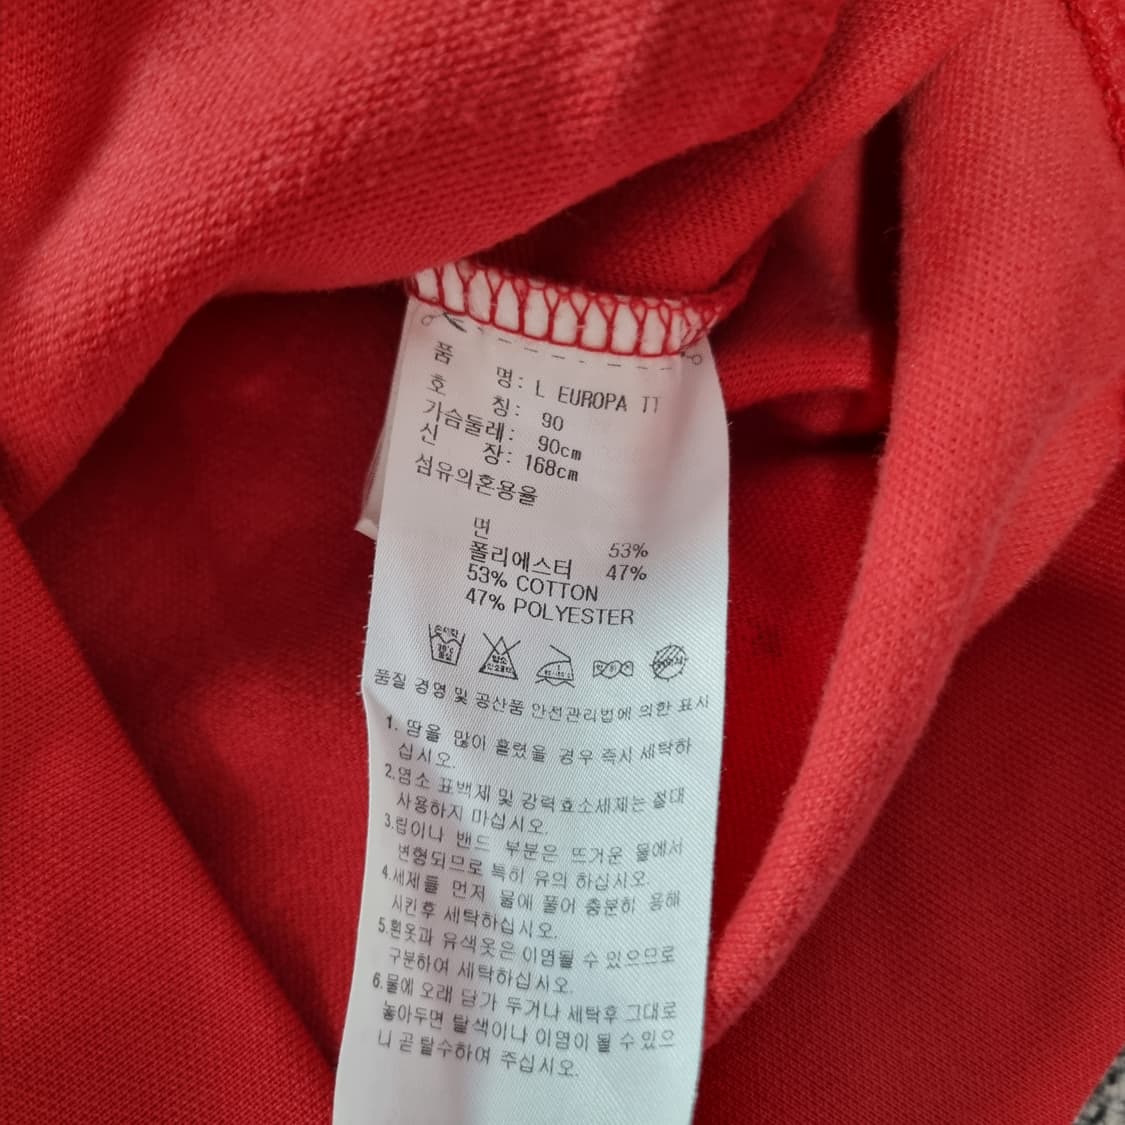 품 명: L EUROPA TT
호 칭: 90
가슴둘레: 90cm
신 장: 168cm
섬유의혼용율
면 53%
폴리에스터 47%
53% COTTON
47% POLYESTER
손세탁 30℃ 중성
염소
품질 경영 및 공산품 안전관리법에 의한 표시
1. 땀을 많이 흘렸을 경우 즉시 세탁하
십시오.
2.염소 표백제 및 강력효소세제는 절대
사용하지 마십시오.
3.립이나 밴드 부분은 뜨거운 물에서
변형되므로 특히 유의 하십시오.
4.세제를 먼저 물에 풀어 충분히 용해
시킨후 세탁하십시오.
5.흰옷과 유색옷은 이염될 수 있으므로
구분하여 세탁하십시오.
6.물에 오래 담가 두거나 세탁후 그대로
놓아두면 탈색이나 이염이 될 수 있으
니 곧 탈수하여 주십시오.